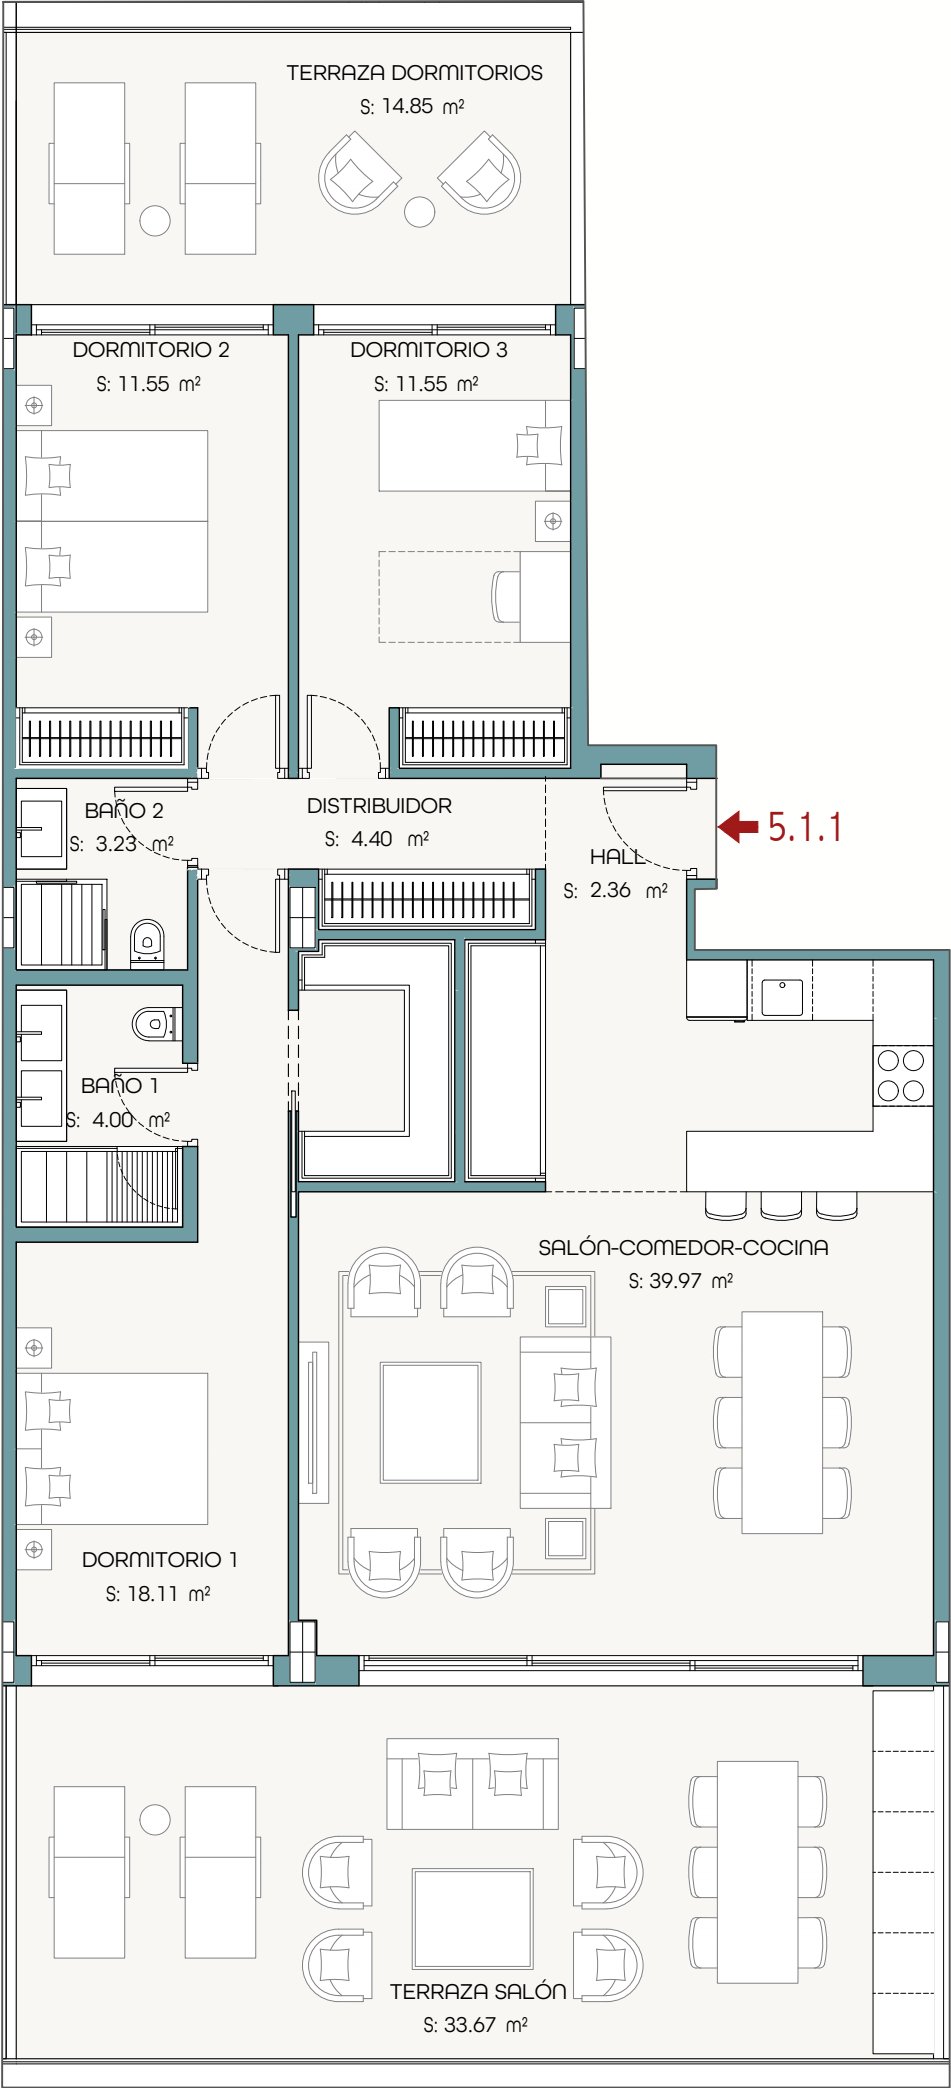 TERRAZA DORMITORIOS
S: 14.85 m²
DORMITORIO 2
S: 11.55 m²
DORMITORIO 3
S: 11.55 m²
BAÑO 2
S: 3.23 m²
DISTRIBUIDOR
S: 4.40 m²
5.1.1
HALL
S: 2.36 m²
BAÑO 1
S: 4.00 m²
SALÓN-COMEDOR-COCINA
S: 39.97 m²
DORMITORIO 1
S: 18.11 m²
TERRAZA SALÓN
S: 33.67 m²